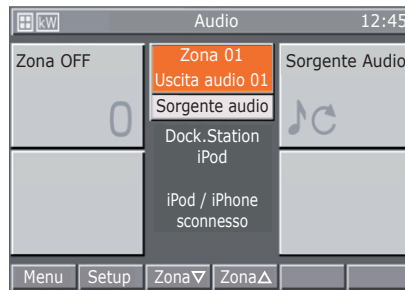 kW Audio 12:45
Zona OFF
0
Zona 01
Uscita audio 01
Sorgente audio
Dock.Station
iPod
iPod / iPhone
sconnesso
Sorgente Audio
Menu Setup Zona▽ Zona△